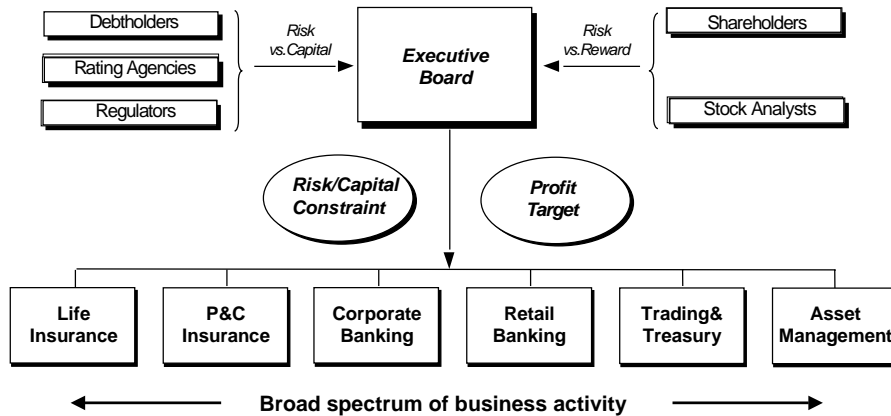 Debtholders
Rating Agencies
Regulators
Risk
vs.Capital
Executive
Board
Risk
vs.Reward
Shareholders
Stock Analysts
Risk/Capital
Constraint
Profit
Target
Life
Insurance
P&C
Insurance
Corporate
Banking
Retail
Banking
Trading&
Treasury
Asset
Management
Broad spectrum of business activity